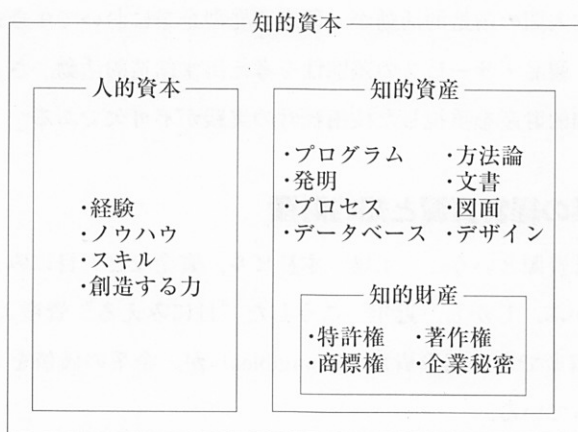 知的資本
人的資本
・経験
・ノウハウ
・スキル
・創造する力
知的資産
・プログラム ・方法論
・発明 ・文書
・プロセス ・図面
・データベース ・デザイン
知的財産
・特許権 ・著作権
・商標権 ・企業秘密